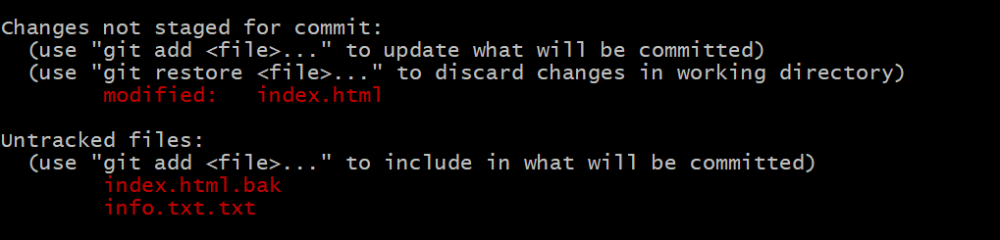 Changes not staged for commit:
(use "git add <file>..." to update what will be committed)
(use "git restore <file>..." to discard changes in working directory)
modified: index.html
Untracked files:
(use "git add <file>..." to include in what will be committed)
index.html.bak
info.txt.txt